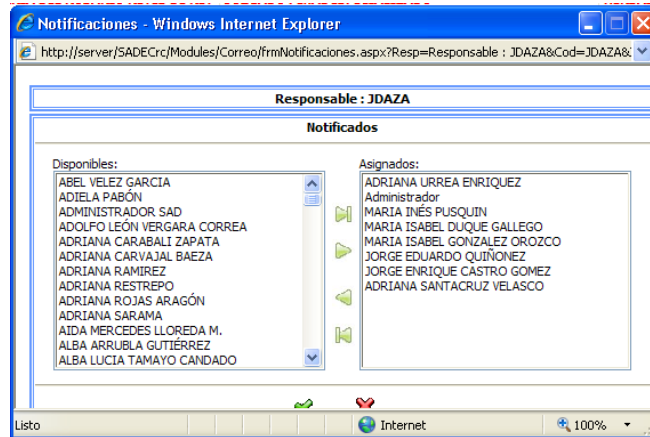 Notificaciones - Windows Internet Explorer
http://server/SADECrc/Modules/Correo/frmNotificaciones.aspx?Resp=Responsable : JDAZA&Cod=JDAZA&
Responsable : JDAZA
Notificados
Disponibles:
ABEL VELEZ GARCIA
ADIELA PABÓN
ADMINISTRADOR SAD
ADOLFO LEÓN VERGARA CORREA
ADRIANA CARABALI ZAPATA
ADRIANA CARVAJAL BAEZA
ADRIANA RAMIREZ
ADRIANA RESTREPO
ADRIANA ROJAS ARAGÓN
ADRIANA SARAMA
AIDA MERCEDES LLOREDA M.
ALBA ARRUBLA GUTIÉRREZ
ALBA LUCIA TAMAYO CANDADO
Asignados:
ADRIANA URREA ENRIQUEZ
Administrador
MARIA INÉS PUSQUIN
MARIA ISABEL DUQUE GALLEGO
MARIA ISABEL GONZALEZ OROZCO
JORGE EDUARDO QUIÑONEZ
JORGE ENRIQUE CASTRO GOMEZ
ADRIANA SANTACRUZ VELASCO
Listo
Internet
100%